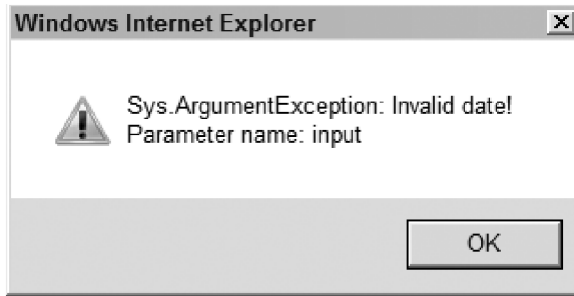 Windows Internet Explorer
Sys.ArgumentException: Invalid date!
Parameter name: input
OK